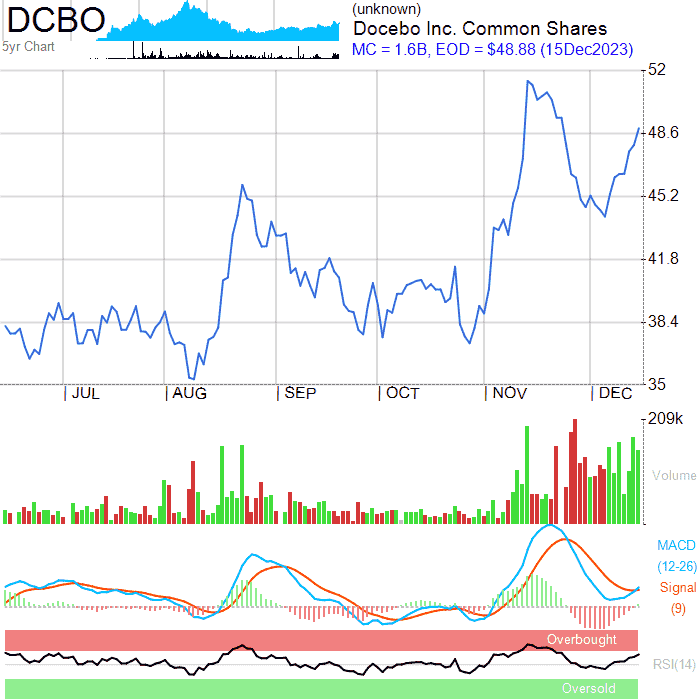 DCBO
5yr Chart
(unknown)
Docebo Inc. Common Shares
MC = 1.6B, EOD = $48.88 (15Dec2023)
52
48.6
45.2
41.8
38.4
35
JUL AUG SEP OCT NOV DEC
209k
Volume
MACD
(12-26)
Signal
(9)
Overbought
RSI(14)
Oversold